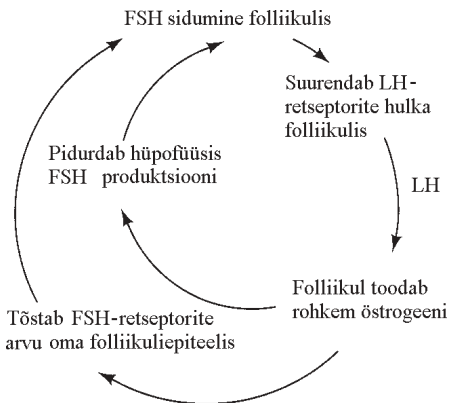 FSH sidumine folliikulis
Suurendab LH-
retseptorite hulka
folliikulis
LH
Folliikul toodab
rohkem östrogeeni
Pidurdab hüpofüüsis
FSH produktsiooni
Tõstab FSH-retseptorite
arvu oma folliikuliepiteelis